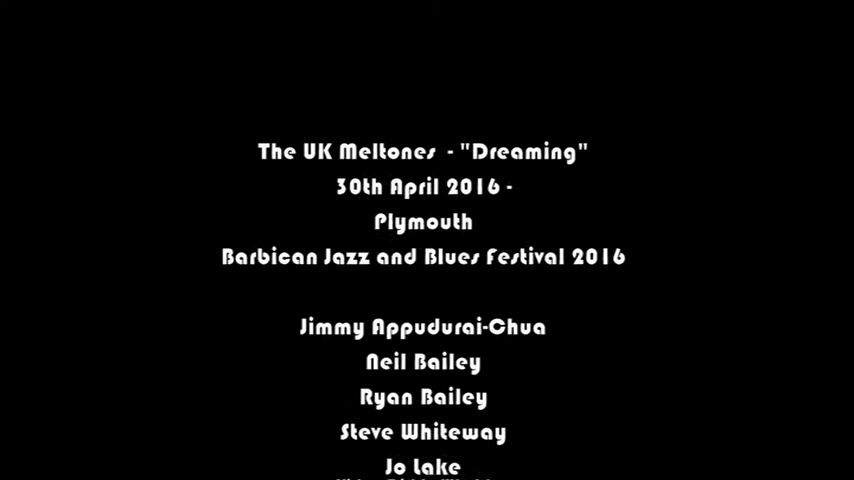 The UK Meltones - "Dreaming"
30th April 2016 -
Plymouth
Barbican Jazz and Blues Festival 2016
Jimmy Appudurai-Chua
Neil Bailey
Ryan Bailey
Steve Whiteway
Jo Lake